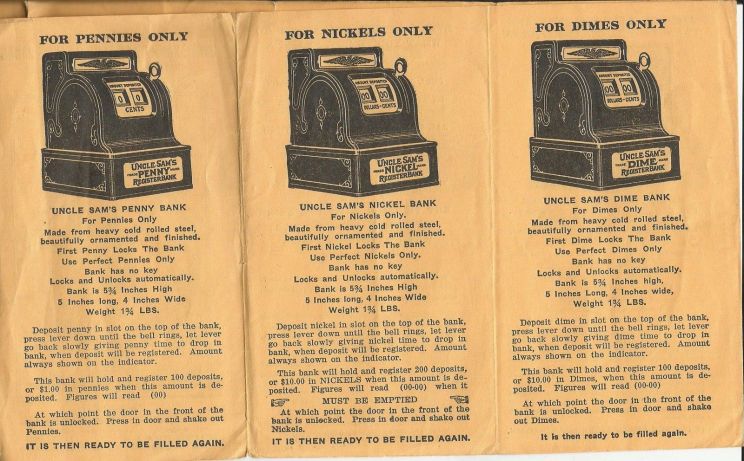 FOR PENNIES ONLY
AMOUNT DEPOSITED
0 0
CENTS
UNCLE SAM'S
TRADE PENNY MARK
REGISTER BANK
UNCLE SAM'S PENNY BANK
For Pennies Only
Made from heavy cold rolled steel,
beautifully ornamented and finished.
First Penny Locks The Bank
Use Perfect Pennies Only
Bank has no key
Locks and Unlocks automatically.
Bank is 5¾ Inches High
5 Inches long, 4 Inches Wide
Weight 1¾ LBS.
Deposit penny in slot on the top of the bank,
press lever down until the bell rings, let lever
go back slowly giving penny time to drop in
bank, when deposit will be registered. Amount
always shown on the indicator.
This bank will hold and register 100 deposits,
or $1.00 in pennies when this amount is de-
posited. Figures will read (00)
At which point the door in the front of the
bank is unlocked. Press in door and shake out
Pennies.
IT IS THEN READY TO BE FILLED AGAIN.
FOR NICKELS ONLY
AMOUNT DEPOSITED
00 00
DOLLARS-CENTS
UNCLE SAM'S
TRADE NICKEL MARK
REGISTER BANK
UNCLE SAM'S NICKEL BANK
For Nickels Only.
Made from heavy cold rolled steel,
beautifully ornamented and finished.
First Nickel Locks The Bank
Use Perfect Nickels Only.
Bank has no key
Locks and Unlocks automatically.
Bank is 5¾ Inches High
5 Inches long, 4 Inches Wide
Weight 1¾ LBS.
Deposit nickel in slot on the top of the bank,
press lever down until the bell rings, let lever
go back slowly giving nickel time to drop in
bank, when deposit will be registered. Amount
always shown on the indicator.
This bank will hold and register 200 deposits,
or $10.00 in NICKELS when this amount is de-
posited. Figures will read (00-00) when it
MUST BE EMPTIED
At which point the door in the front of the
bank is unlocked. Press in door and shake out
Nickels.
IT IS THEN READY TO BE FILLED AGAIN.
FOR DIMES ONLY
AMOUNT DEPOSITED
00 00
DOLLARS-CENTS
UNCLE SAM'S
TRADE DIME MARK
REGISTER BANK
UNCLE SAM'S DIME BANK
For Dimes Only
Made from heavy cold rolled steel,
beautifully ornamented and finished.
First Dime Locks The Bank
Use Perfect Dimes Only
Bank has no key
Locks and Unlocks automatically.
Bank is 5¾ Inches high,
5 Inches Long, 4 Inches wide,
Weight 1¾ LBS.
Deposit dime in slot on the top of the bank,
press lever down until the bell rings, let lever
go back slowly giving dime time to drop in
bank, when deposit will be registered. Amount
always shown on the indicator.
This bank will hold and register 100 deposits,
or $10.00 in Dimes, when this amount is de-
posited. Figures will read (00-00)
At which point the door in the front of the
bank is unlocked. Press in door and shake
out Dimes.
It is then ready to be filled again.